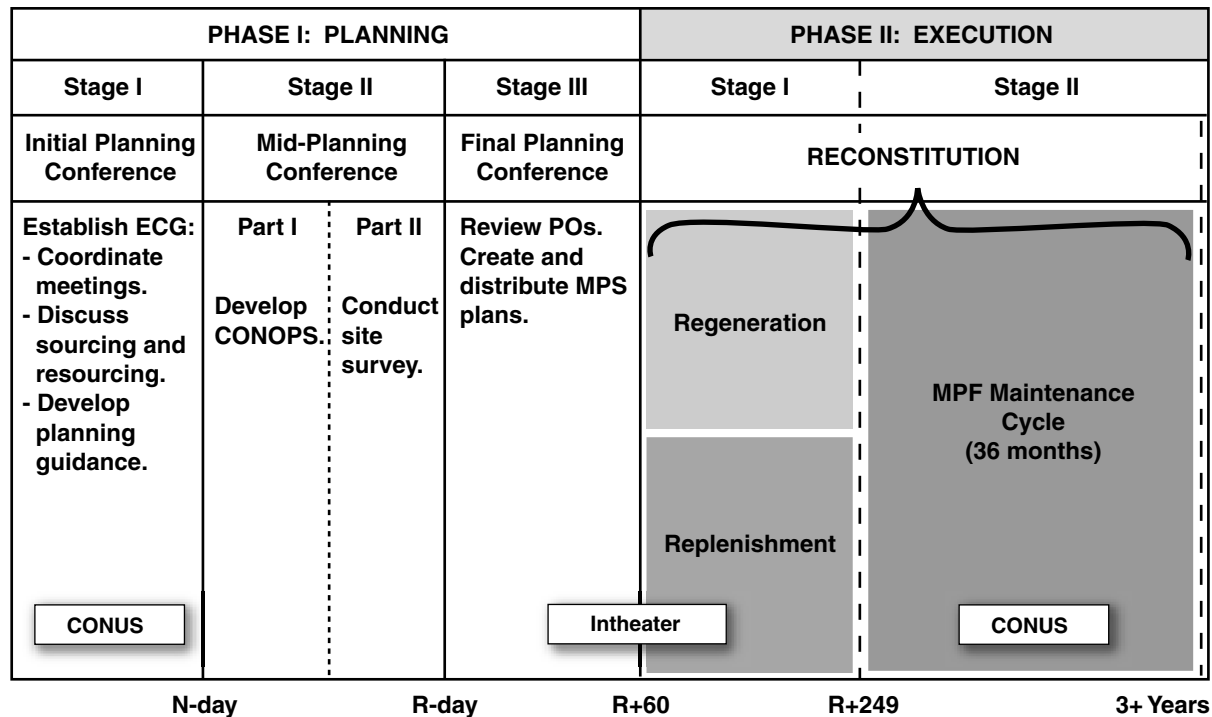 PHASE I: PLANNING
PHASE II: EXECUTION
Stage I
Stage II
Stage III
Stage I
Stage II
Initial Planning
Conference
Mid-Planning
Conference
Final Planning
Conference
RECONSTITUTION
Establish ECG:
- Coordinate
meetings.
- Discuss
sourcing and
resourcing.
- Develop
planning
guidance.
Part I
Develop
CONOPS.
Part II
Conduct
site
survey.
Review POs.
Create and
distribute MPS
plans.
Regeneration
Replenishment
MPF Maintenance
Cycle
(36 months)
CONUS
Intheater
CONUS
N-day
R-day
R+60
R+249
3+ Years